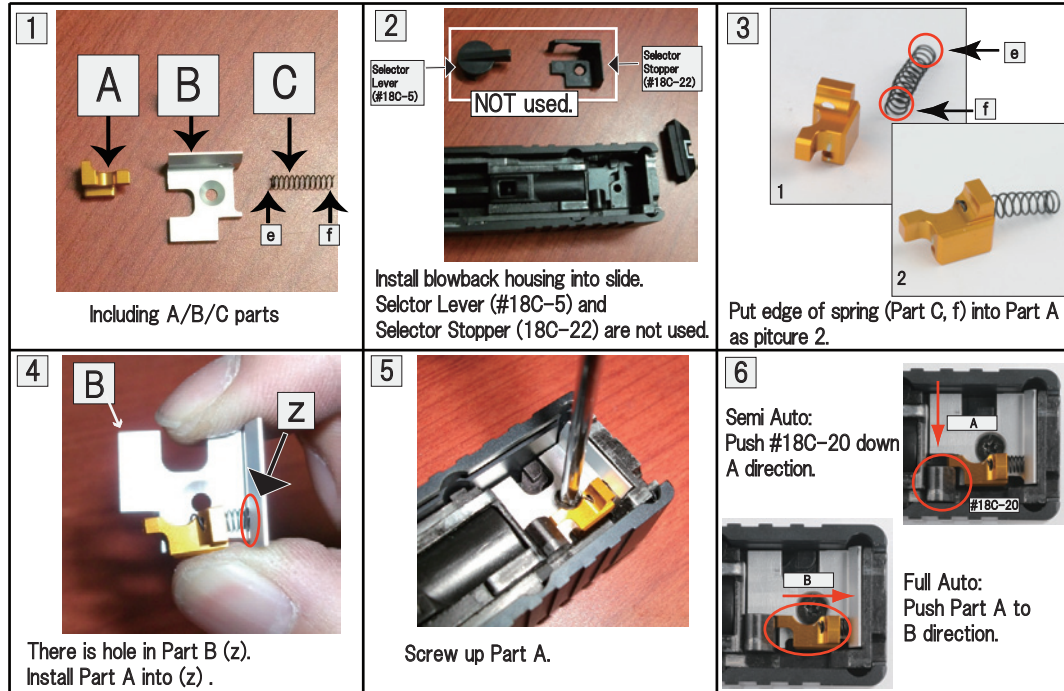 1
A
B
C
e
f
Including A/B/C parts
2
Selector
Lever
(#18C-5)
Selector
Stopper
(#18C-22)
NOT used.
Install blowback housing into slide.
Selctor Lever (#18C-5) and
Selector Stopper (18C-22) are not used.
3
e
f
1
2
Put edge of spring (Part C, f) into Part A
as pitcure 2.
4
B
z
There is hole in Part B (z).
Install Part A into (z) .
5
Screw up Part A.
6
Semi Auto:
Push #18C-20 down
A direction.
A
#18C-20
B
Full Auto:
Push Part A to
B direction.